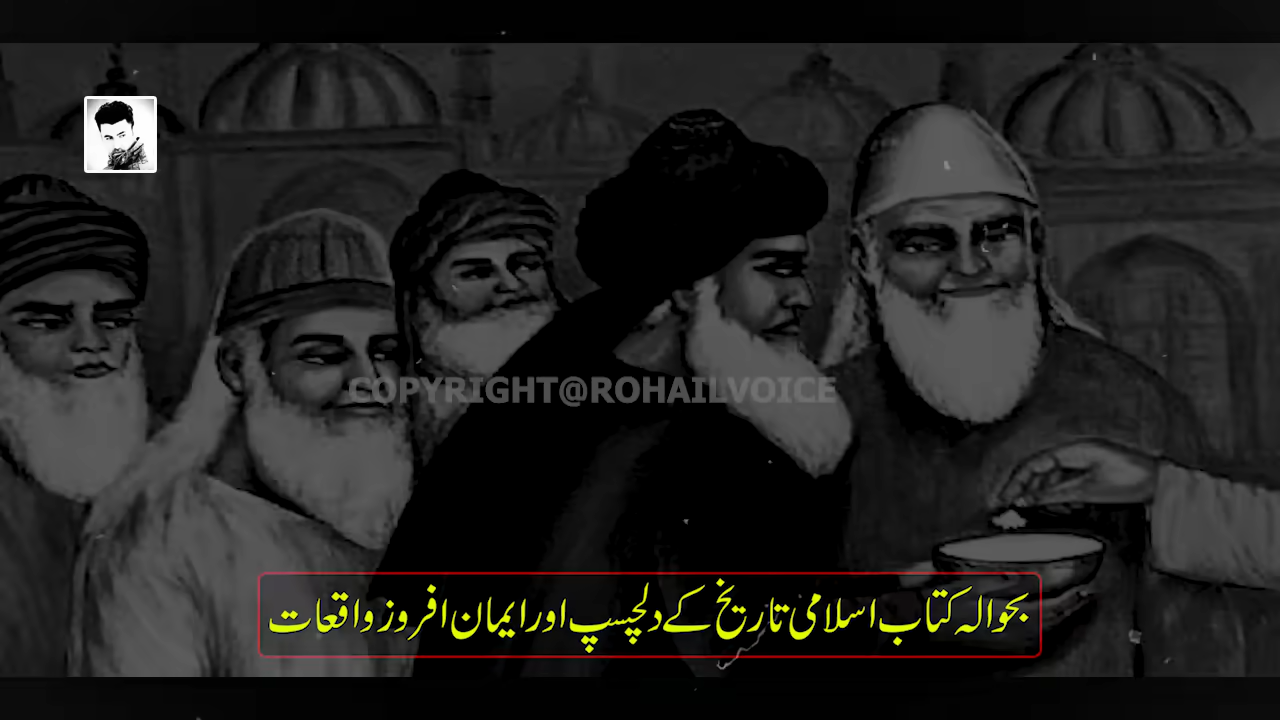 COPYRIGHT@ROHAILVOICE
بحوالہ کتاب اسلامی تاریخ کے دلچسپ اور ایمان افروز واقعات